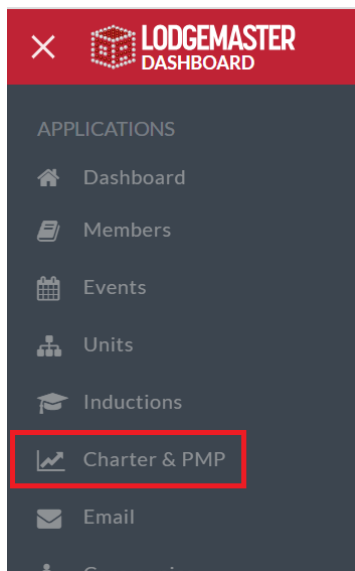 LODGEMASTER
DASHBOARD
APPLICATIONS
Dashboard
Members
Events
Units
Inductions
Charter & PMP
Email